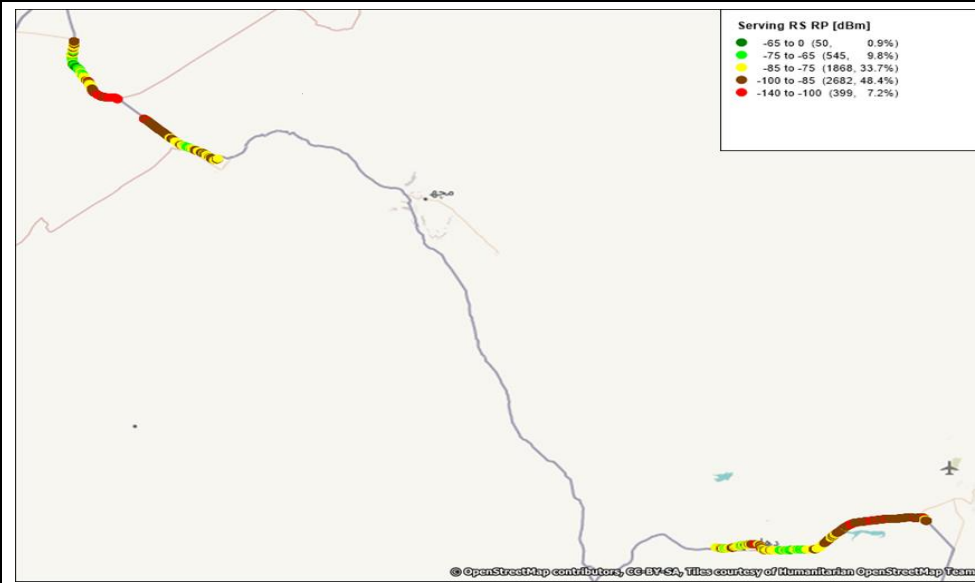 Serving RS RP [dBm]
-65 to 0 (50, 0.9%)
-75 to -65 (545, 9.8%)
-85 to -75 (1868, 33.7%)
-100 to -85 (2682, 48.4%)
-140 to -100 (399, 7.2%)
© OpenStreetMap contributors, CC-BY-SA, Tiles courtesy of Humanitarian OpenStreetMap Team